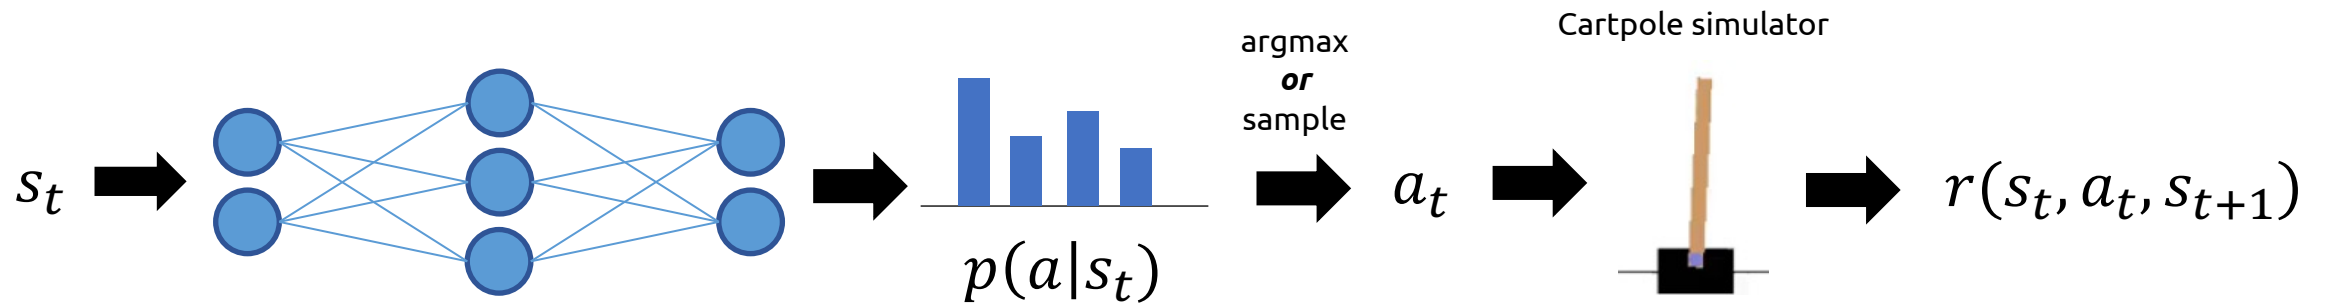 s_t
p(a|s_t)
argmax
or
sample
a_t
Cartpole simulator
r(s_t, a_t, s_{t+1})